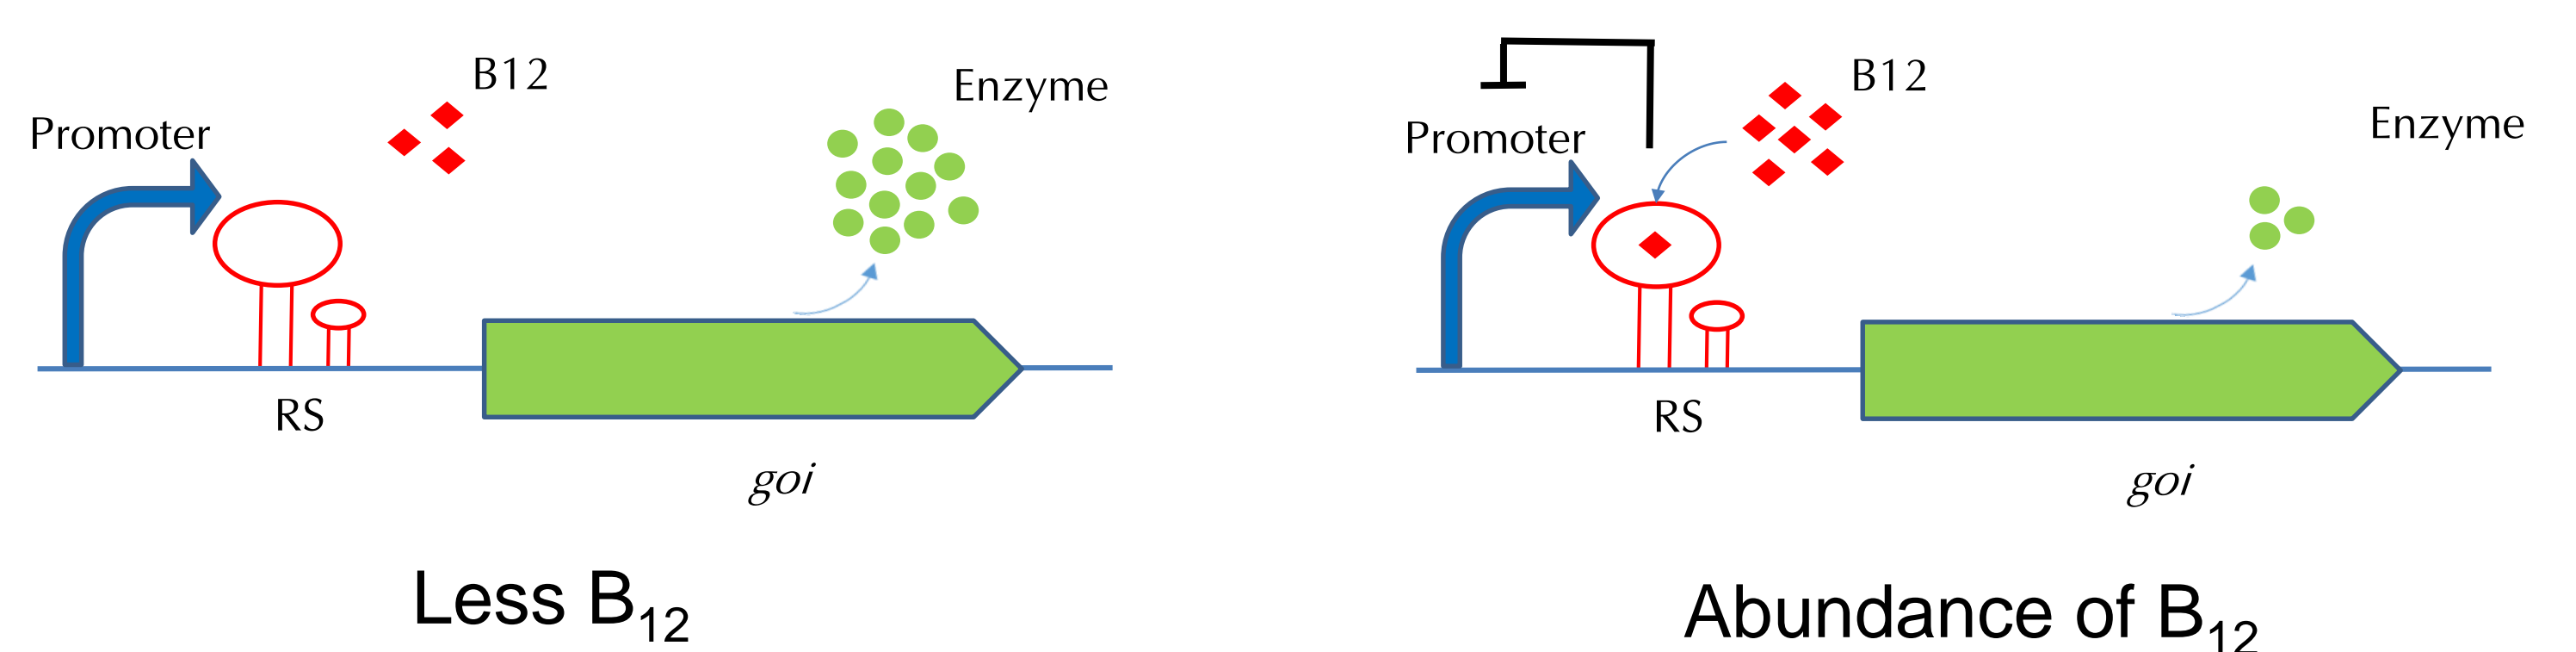 B12
Enzyme
Promoter
RS
goi
Less B₁₂
B12
Enzyme
Promoter
RS
goi
Abundance of B₁₂